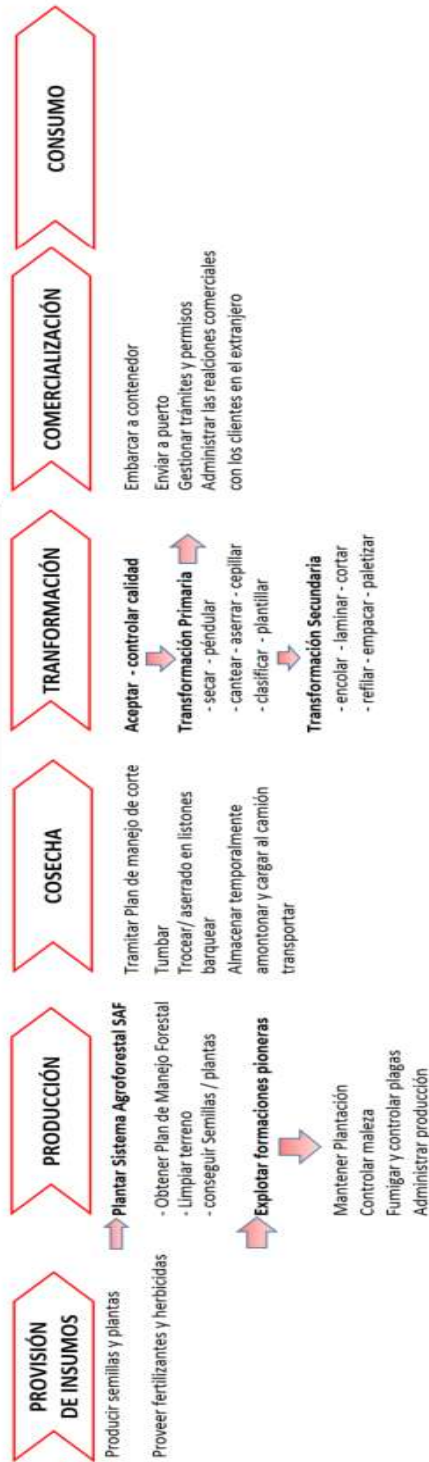 PROVISIÓN
DE INSUMOS
Producir semillas y plantas
Proveer fertilizantes y herbicidas
PRODUCCIÓN
Plantar Sistema Agroforestal SAF
- Obtener Plan de Manejo Forestal
- Limpiar terreno
- conseguir Semillas / plantas
Explotar formaciones pioneras
Mantener Plantación
Controlar maleza
Fumigar y controlar plagas
Administrar producción
COSECHA
Tramitar Plan de manejo de corte
Tumbar
Trocear/ aserrado en listones
barquear
Almacenar temporalmente
amontonar y cargar al camión
transportar
TRANFORMACIÓN
Aceptar - controlar calidad
Transformación Primaria
- secar - péndular
- cantear - aserrar - cepillar
- clasificar - plantillar
Transformación Secundaria
- encolar - laminar - cortar
- refilar - empacar - paletizar
COMERCIALIZACIÓN
Embarcar a contenedor
Enviar a puerto
Gestionar trámites y permisos
Administrar las realciones comerciales
con los clientes en el extranjero
CONSUMO